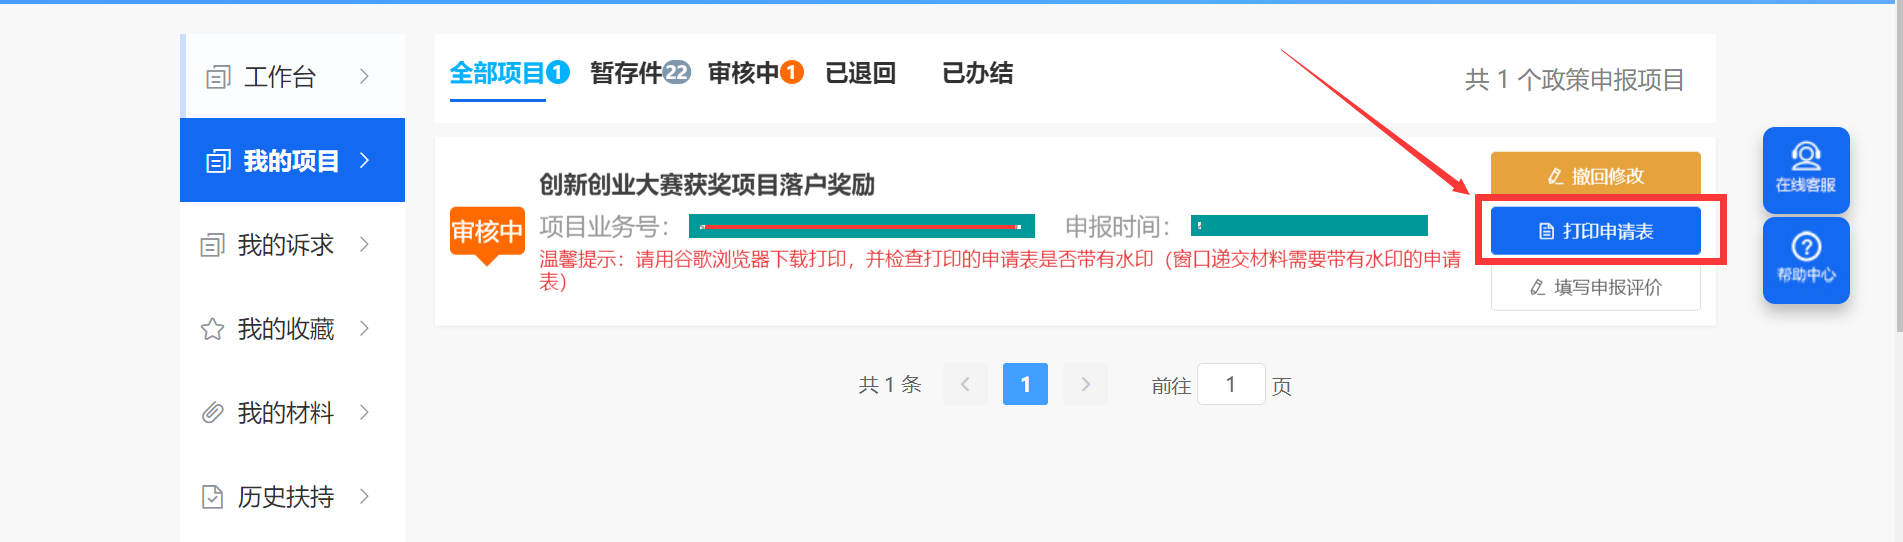 工作台
我的项目
我的诉求
我的收藏
我的材料
历史扶持
全部项目 1 暂存件 22 审核中 1 已退回 已办结
共 1 个政策申报项目
审核中
创新创业大赛获奖项目落户奖励
项目业务号： 申报时间：
温馨提示：请用谷歌浏览器下载打印，并检查打印的申请表是否带有水印（窗口递交材料需要带有水印的申请
表）
撤回修改
打印申请表
填写申报评价
共 1 条 1 前往 1 页
在线客服
帮助中心